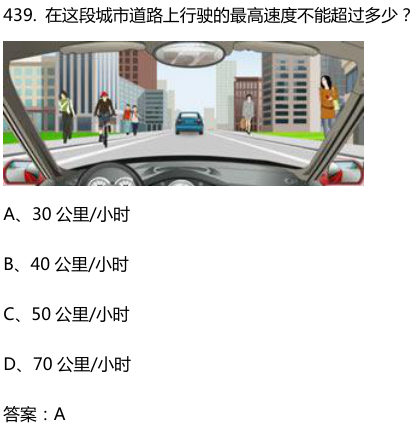 439. 在这段城市道路上行驶的最高速度不能超过多少？
A、30 公里/小时
B、40 公里/小时
C、50 公里/小时
D、70 公里/小时
答案：A